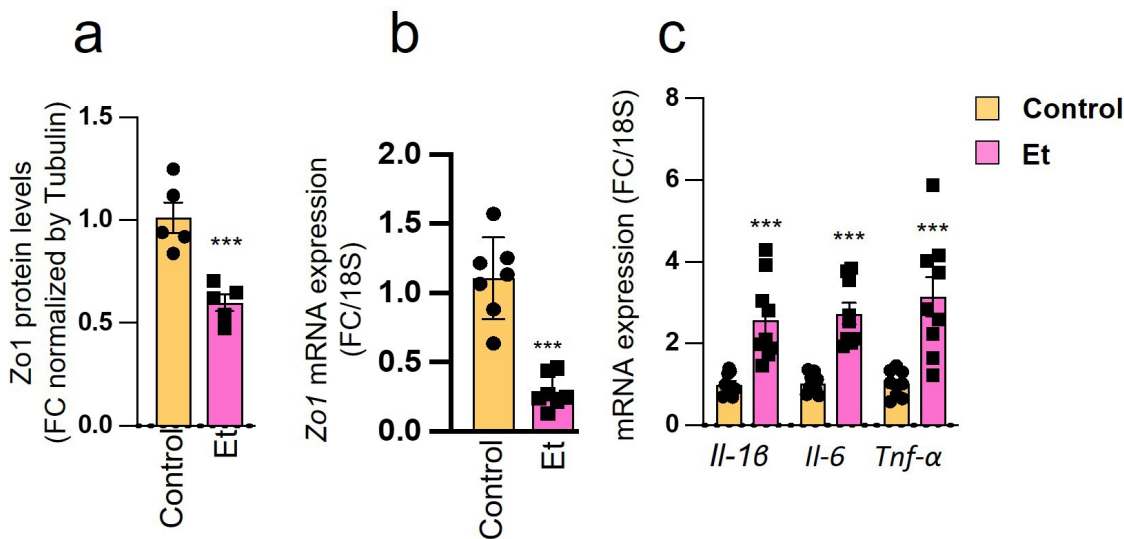 a
b
c
Zo1 protein levels
(FC normalized by Tubulin)
1.5
1.0
0.5
0.0
***
Control
Et
Zo1 mRNA expression
(FC/18S)
2.0
1.5
1.0
0.5
0.0
***
Control
Et
mRNA expression (FC/18S)
8
6
4
2
0
***
***
***
Il-1β
Il-6
Tnf-α
Control
Et